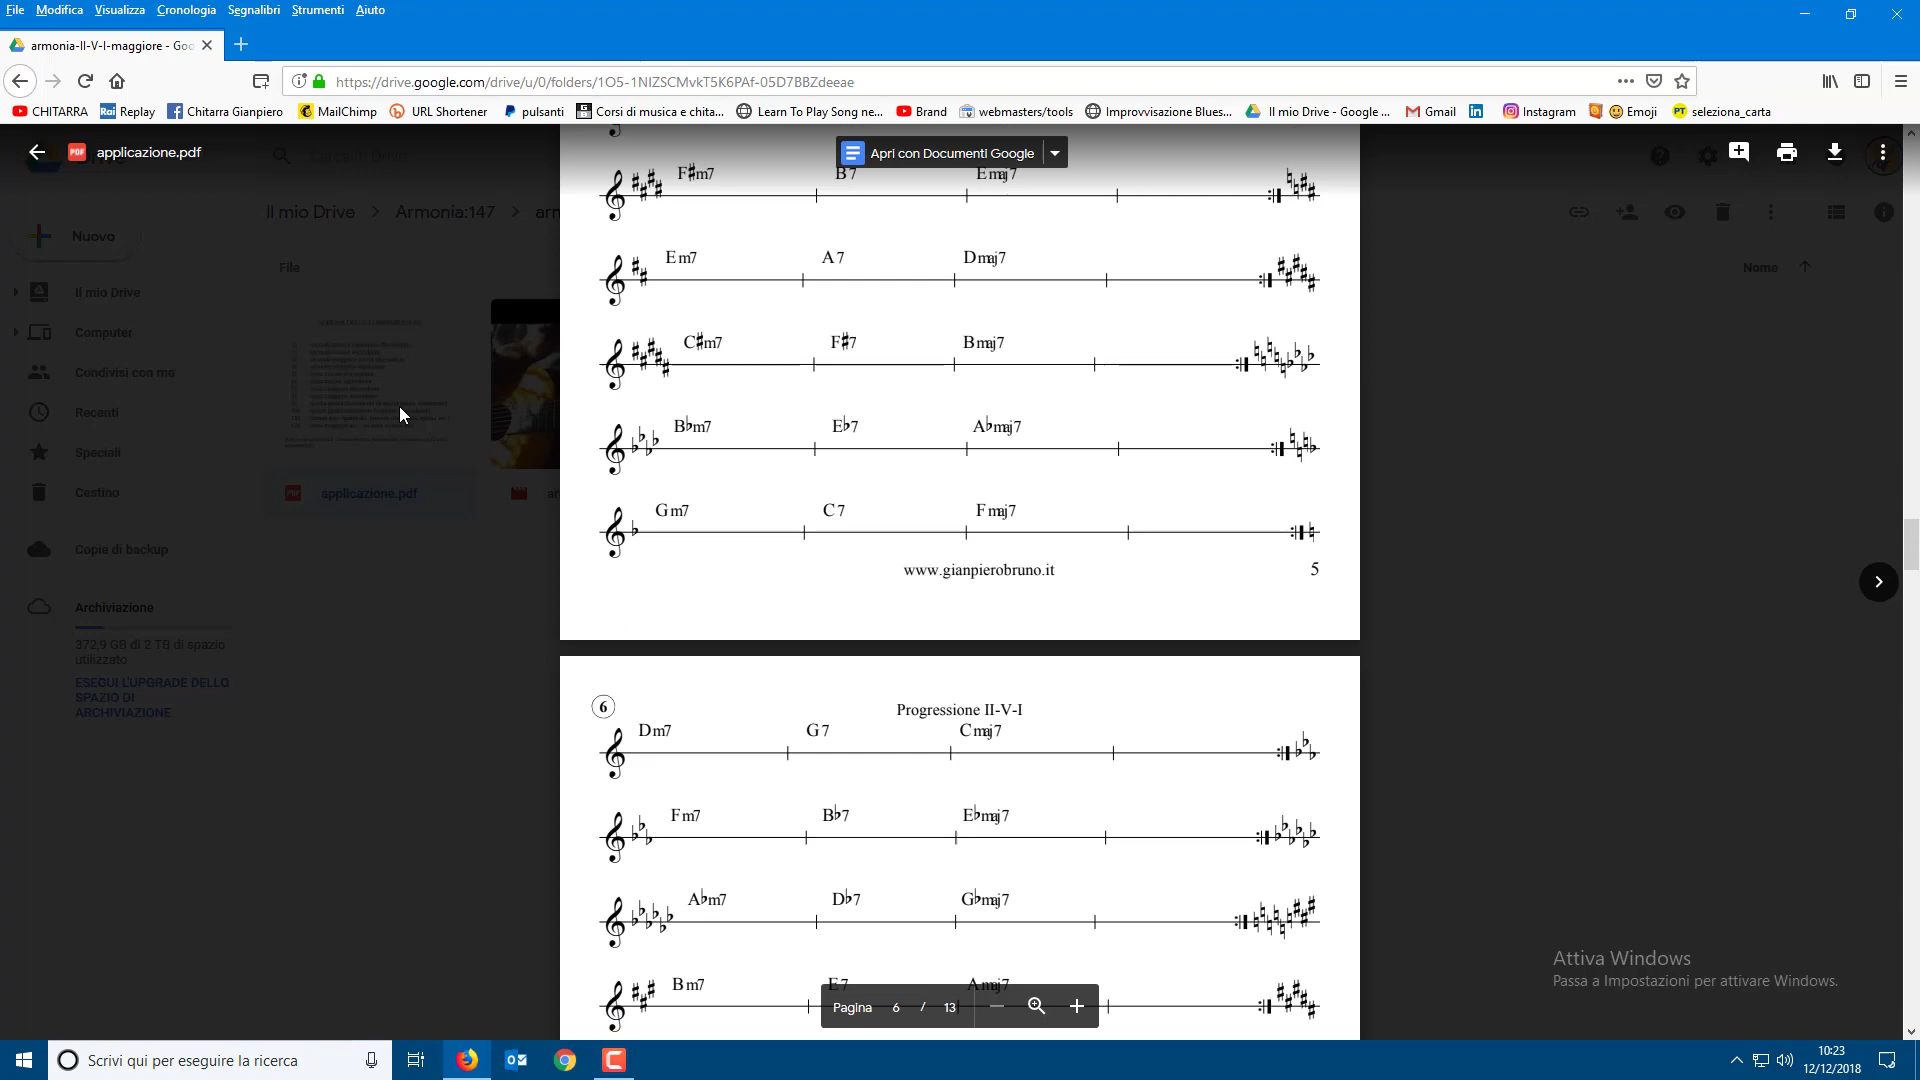 File Modifica Visualizza Cronologia Segnalibri Strumenti Aiuto
armonia-II-V-I-maggiore - Goo
https://drive.google.com/drive/u/0/folders/1O5-1NIZSCMvkT5K6PAf-05D7BBZdeeae
CHITARRA Rai Replay Chitarra Gianpiero MailChimp URL Shortener pulsanti Corsi di musica e chita... Learn To Play Song ne... Brand webmasters/tools Improvvisazione Blues... Il mio Drive - Google ... Gmail Instagram Emoji seleziona_carta
PDF applicazione.pdf
Apri con Documenti Google
Il mio Drive > Armonia:147 > arm
Nuovo
File
Nome
Il mio Drive
Computer
Condivisi con me
Recenti
Speciali
Cestino
PDF applicazione.pdf
Copie di backup
Archiviazione
372,9 GB di 2 TB di spazio
utilizzato
ESEGUI L'UPGRADE DELLO
SPAZIO DI
ARCHIVIAZIONE
F♯m7 B7 Emaj7
Em7 A7 Dmaj7
C♯m7 F♯7 Bmaj7
B♭m7 E♭7 A♭maj7
Gm7 C7 Fmaj7
www.gianpierobruno.it 5
6 Progressione II-V-I
Dm7 G7 Cmaj7
Fm7 B♭7 E♭maj7
A♭m7 D♭7 G♭maj7
Bm7 E7 Amaj7
Pagina 6 / 13
Attiva Windows
Passa a Impostazioni per attivare Windows.
Scrivi qui per eseguire la ricerca
10:23
12/12/2018